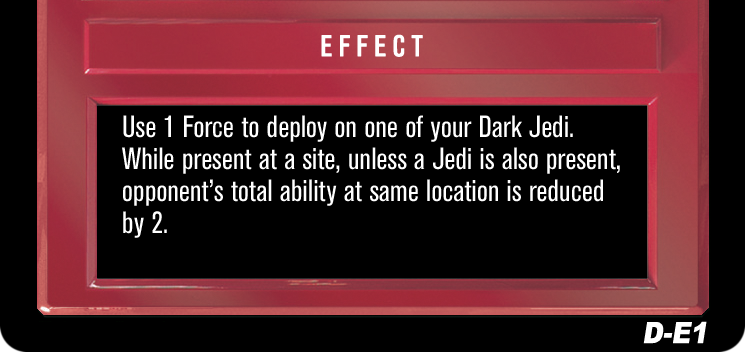 EFFECT
Use 1 Force to deploy on one of your Dark Jedi.
While present at a site, unless a Jedi is also present,
opponent's total ability at same location is reduced
by 2.
D-E1